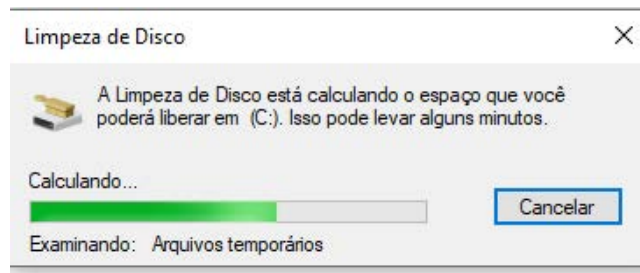 Limpeza de Disco
A Limpeza de Disco está calculando o espaço que você
poderá liberar em (C:). Isso pode levar alguns minutos.
Calculando...
Cancelar
Examinando: Arquivos temporários